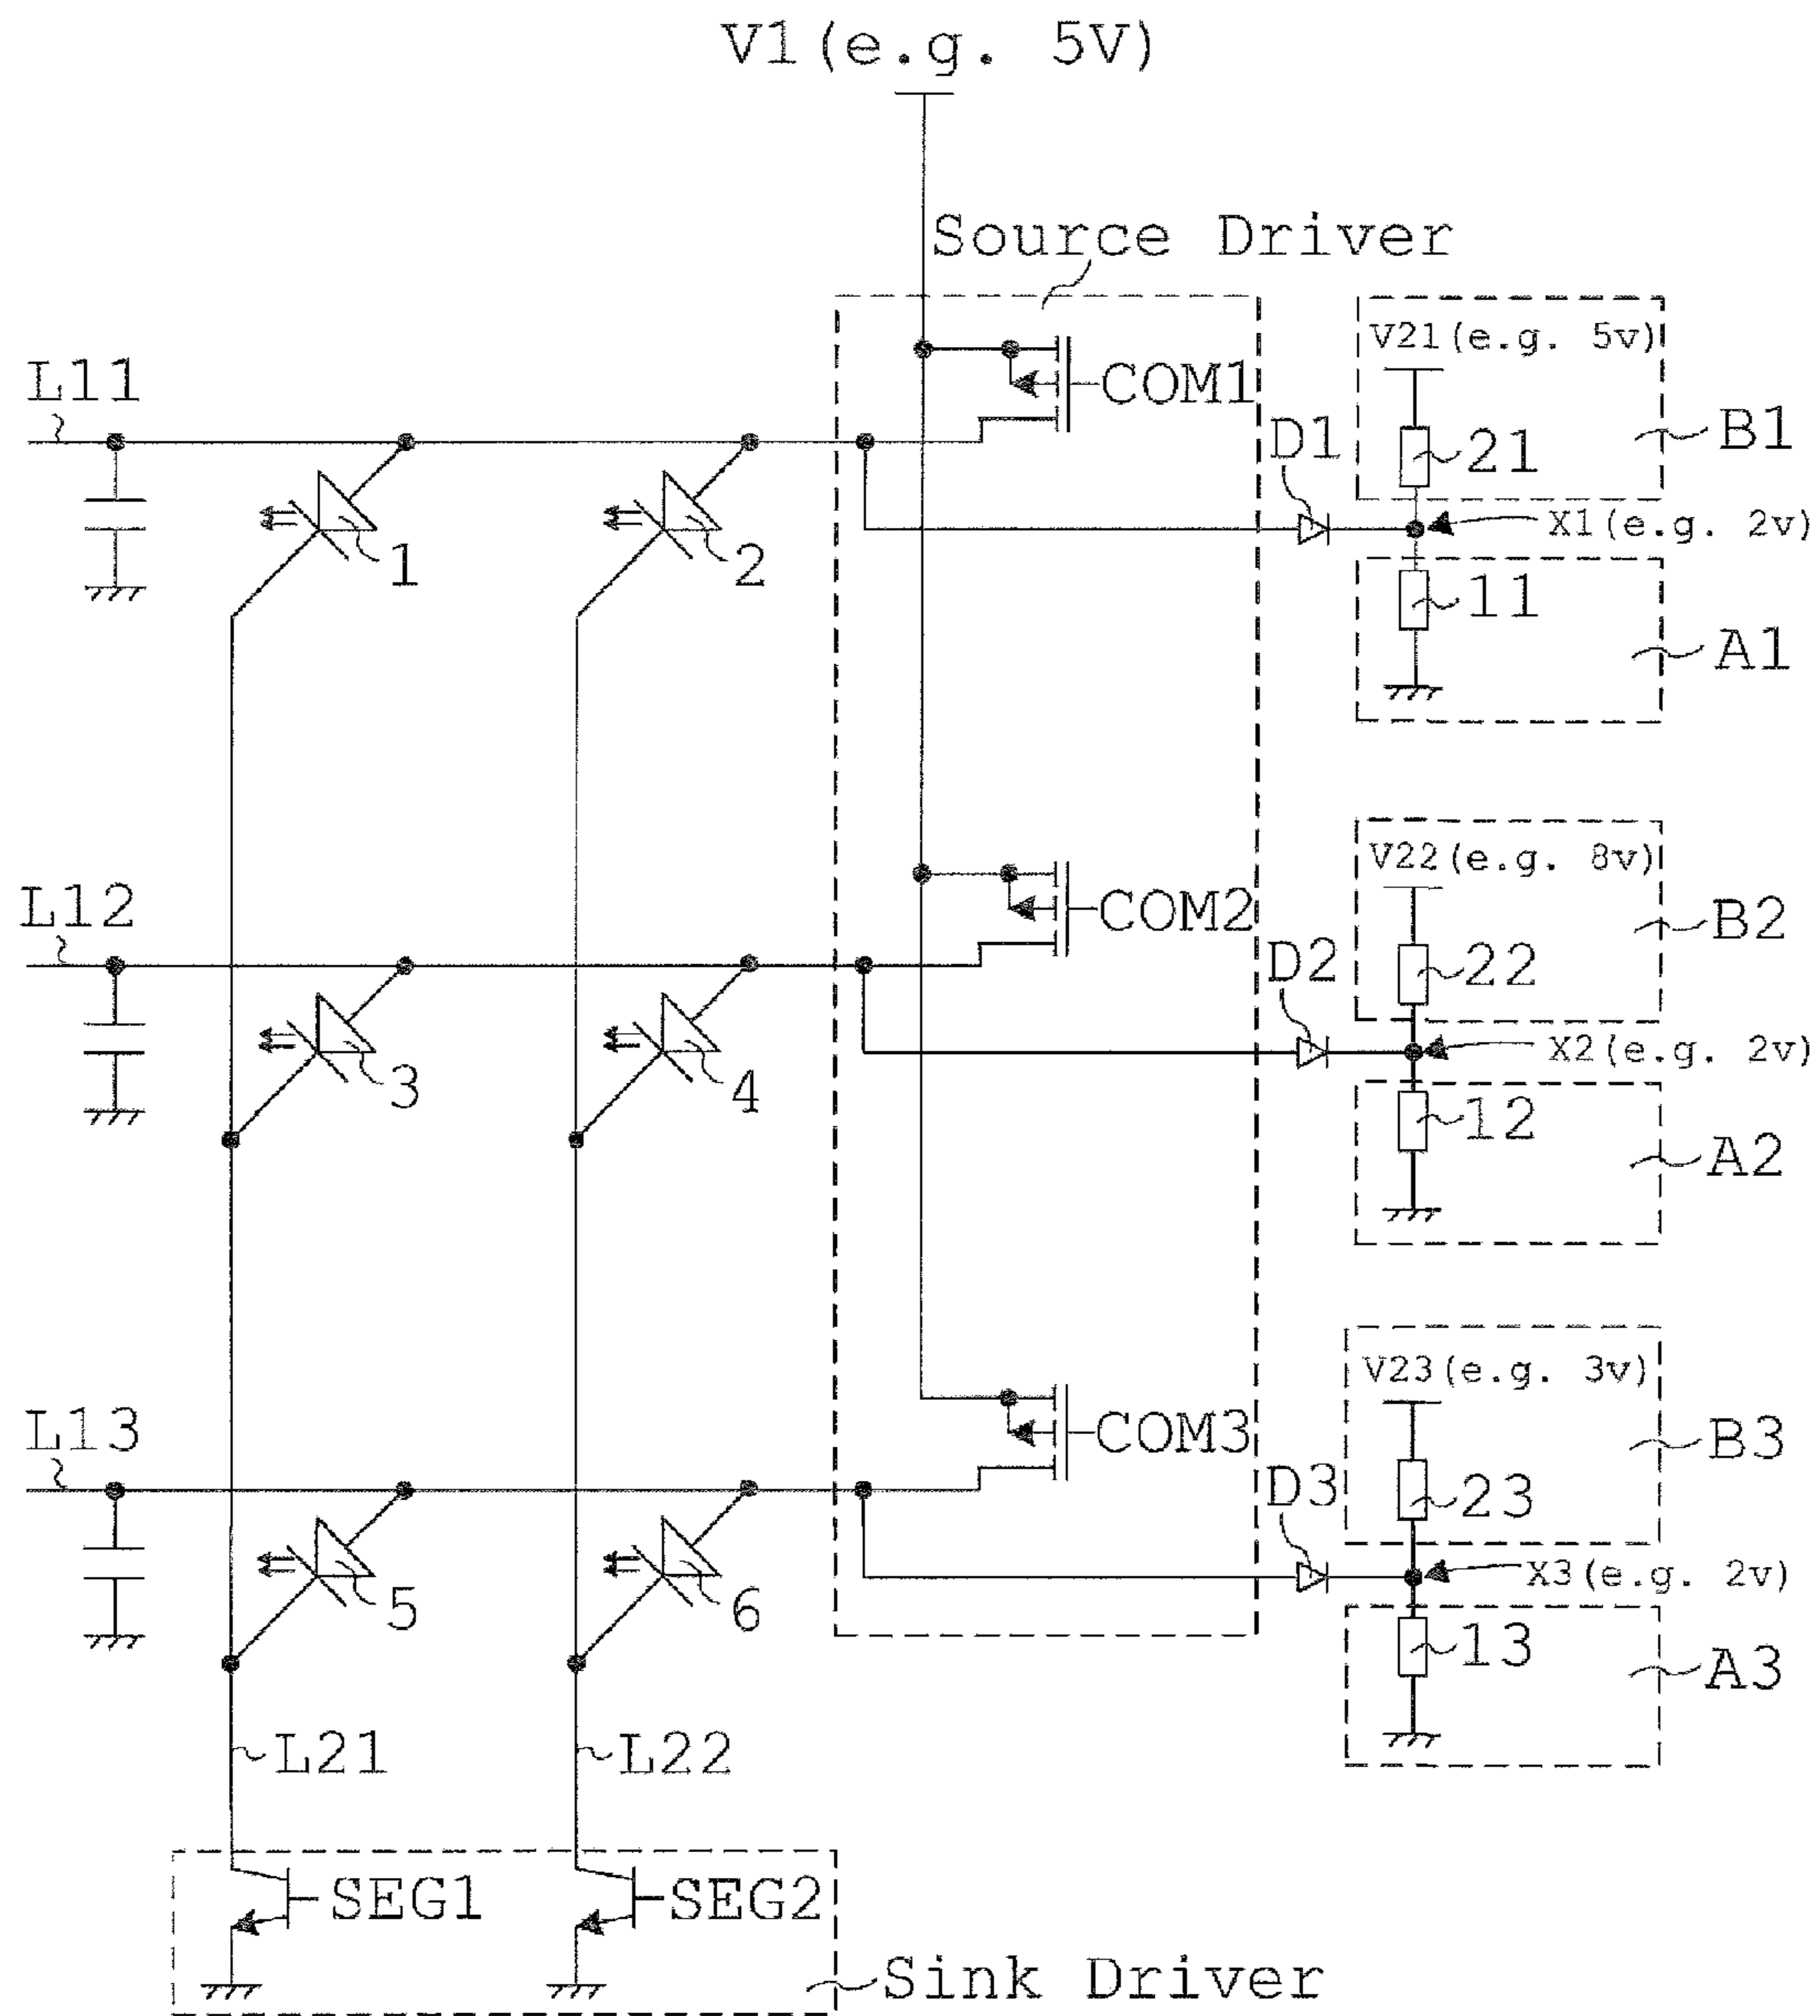 V1(e.g. 5V)
Source Driver
L11
COM1
V21(e.g. 5v)
B1
D1
21
X1(e.g. 2v)
1
2
11
A1
L12
COM2
V22(e.g. 8v)
B2
D2
22
X2(e.g. 2v)
3
4
12
A2
L13
COM3
V23(e.g. 3v)
B3
D3
23
X3(e.g. 2v)
5
6
13
A3
L21
L22
SEG1
SEG2
Sink Driver